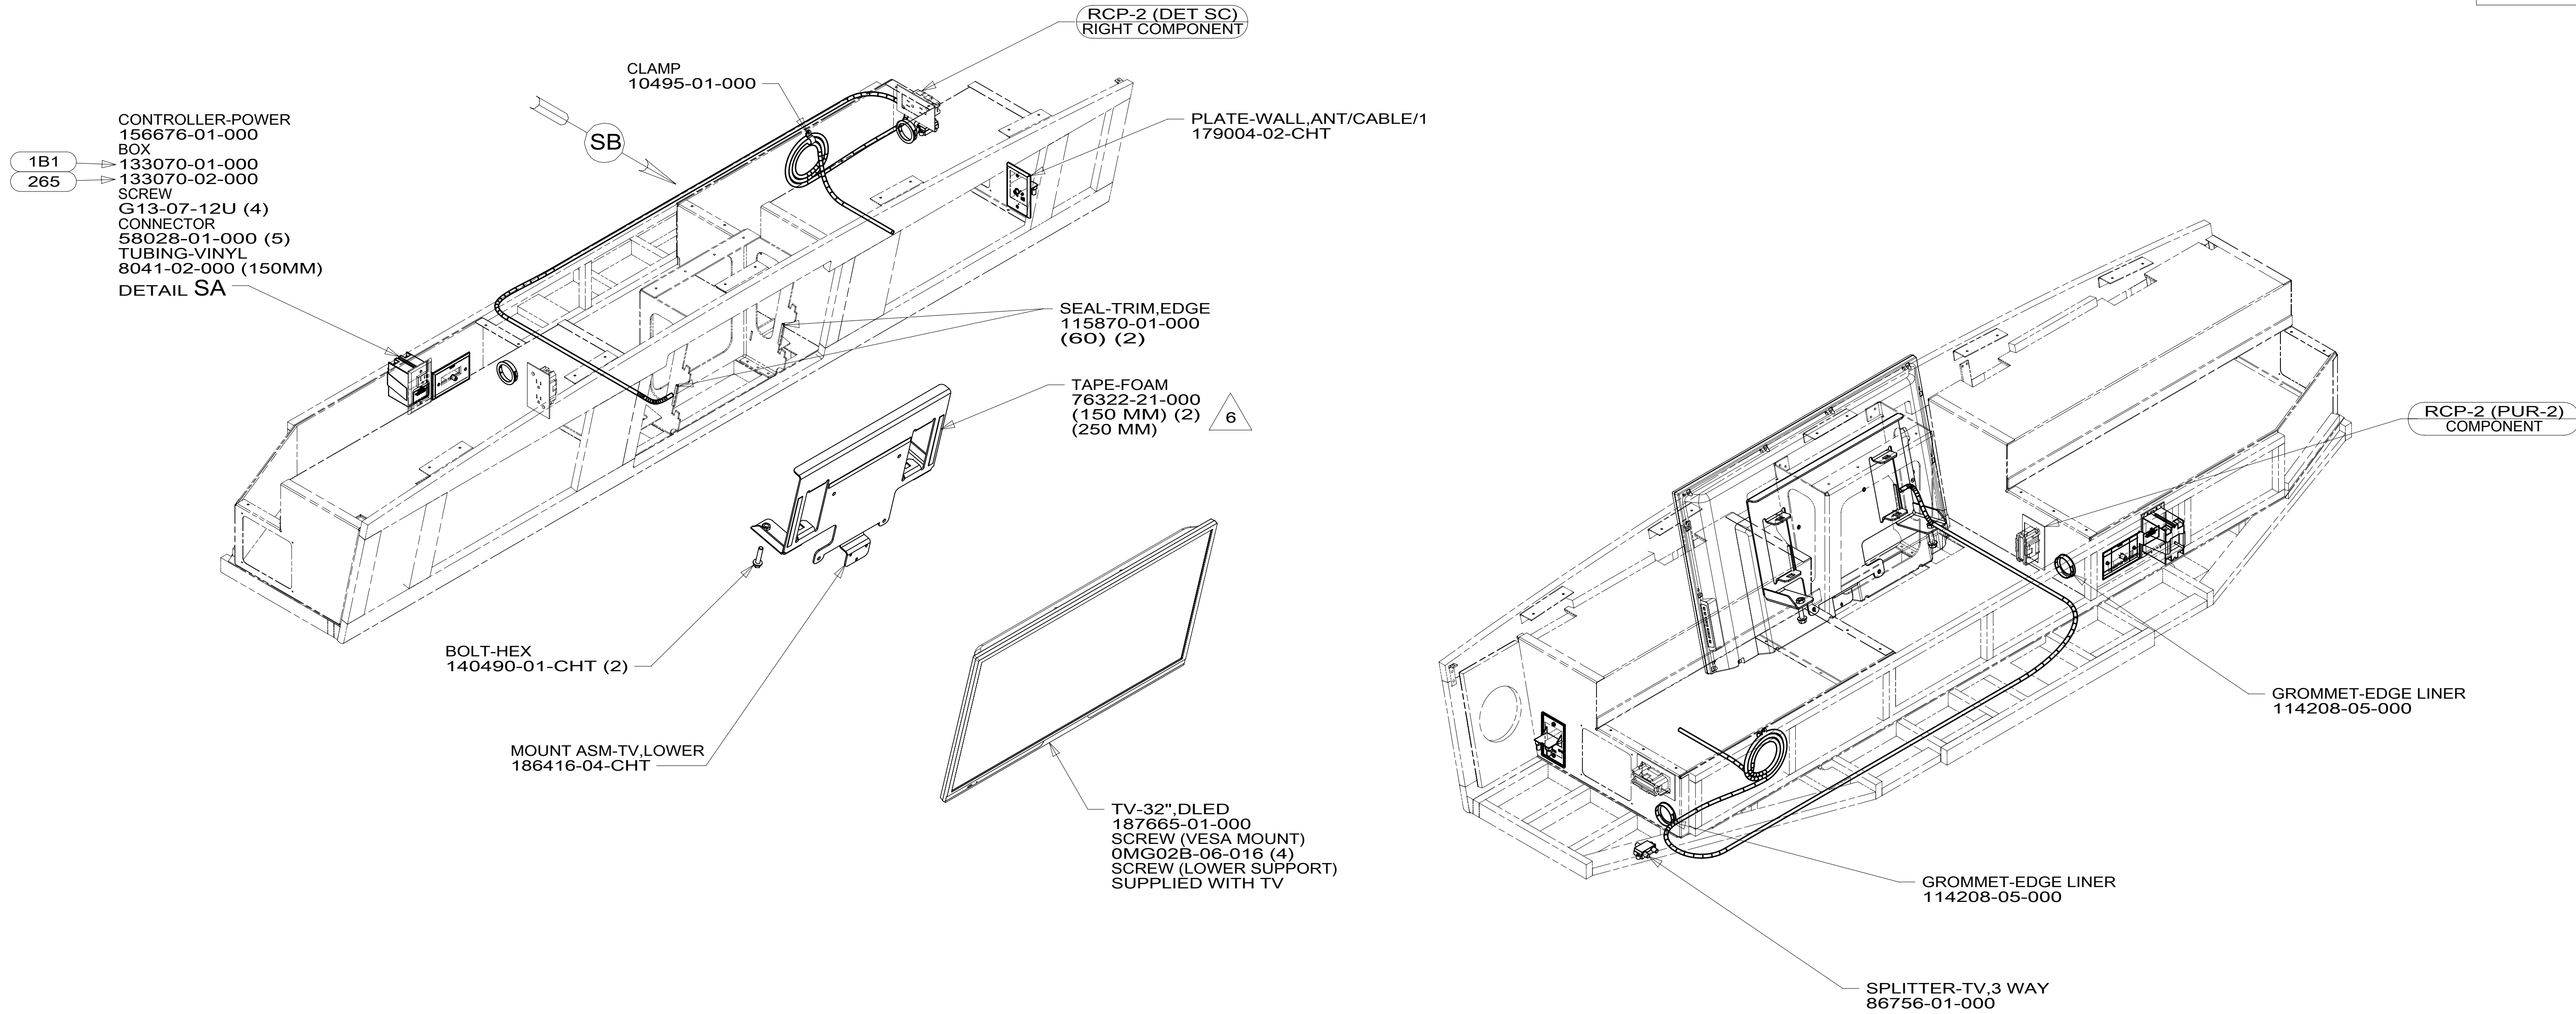 RCP-2 (DET SC)
RIGHT COMPONENT
CLAMP
10495-01-000
PLATE-WALL,ANT/CABLE/1
179004-02-CHT
SB
CONTROLLER-POWER
156676-01-000
BOX
1B1
133070-01-000
265
133070-02-000
SCREW
G13-07-12U (4)
CONNECTOR
58028-01-000 (5)
TUBING-VINYL
8041-02-000 (150MM)
DETAIL SA
SEAL-TRIM,EDGE
115870-01-000
(60) (2)
TAPE-FOAM
76322-21-000
(150 MM) (2)
(250 MM)
6
RCP-2 (PUR-2)
COMPONENT
BOLT-HEX
140490-01-CHT (2)
MOUNT ASM-TV,LOWER
186416-04-CHT
TV-32",DLED
187665-01-000
SCREW (VESA MOUNT)
0MG02B-06-016 (4)
SCREW (LOWER SUPPORT)
SUPPLIED WITH TV
GROMMET-EDGE LINER
114208-05-000
GROMMET-EDGE LINER
114208-05-000
SPLITTER-TV,3 WAY
86756-01-000